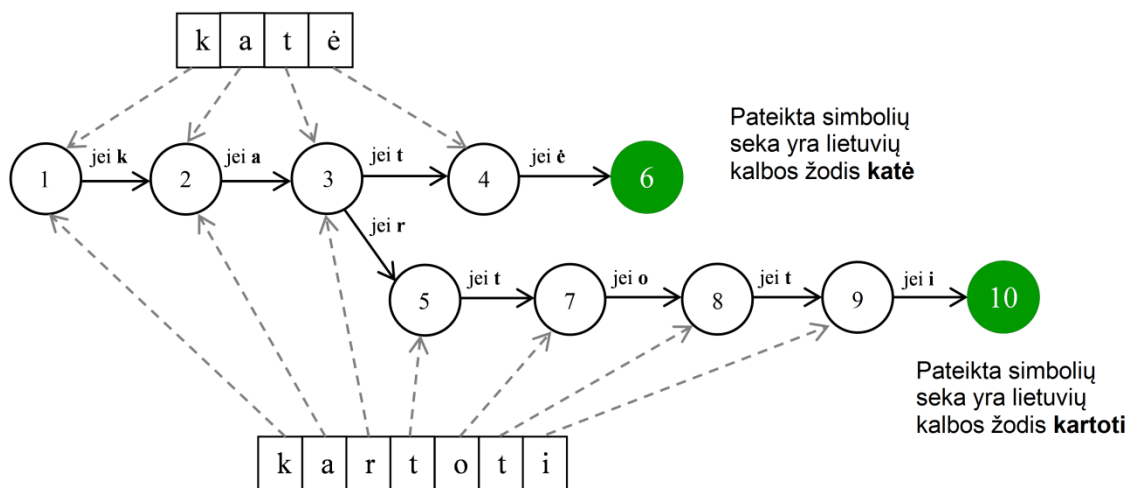 k a t ė
Pateikta simbolių
seka yra lietuvių
kalbos žodis katė
jei k jei a jei t jei ė
1 2 3 4 6
jei r
jei t jei o jei t jei i
5 7 8 9 10
Pateikta simbolių
seka yra lietuvių
kalbos žodis kartoti
k a r t o t i